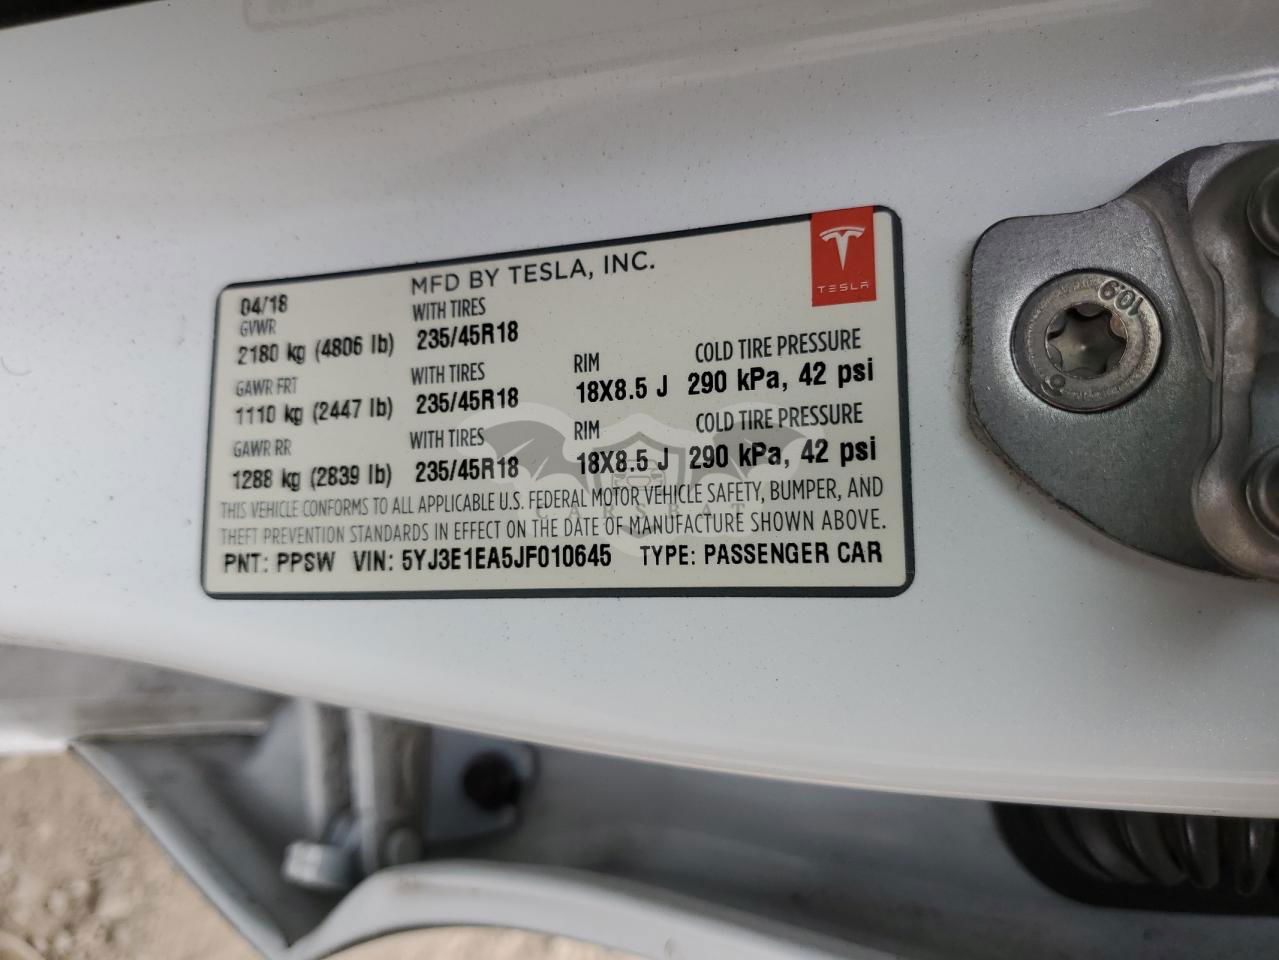 MFD BY TESLA, INC.
TESLA
04/18
GVWR WITH TIRES
2180 kg (4806 lb) 235/45R18
GAWR FRT WITH TIRES RIM COLD TIRE PRESSURE
1110 kg (2447 lb) 235/45R18 18X8.5 J 290 kPa, 42 psi
GAWR RR WITH TIRES RIM COLD TIRE PRESSURE
1288 kg (2839 lb) 235/45R18 18X8.5 J 290 kPa, 42 psi
THIS VEHICLE CONFORMS TO ALL APPLICABLE U.S. FEDERAL MOTOR VEHICLE SAFETY, BUMPER, AND
THEFT PREVENTION STANDARDS IN EFFECT ON THE DATE OF MANUFACTURE SHOWN ABOVE.
PNT: PPSW VIN: 5YJ3E1EA5JF010645 TYPE: PASSENGER CAR
CARSBAT
10.9